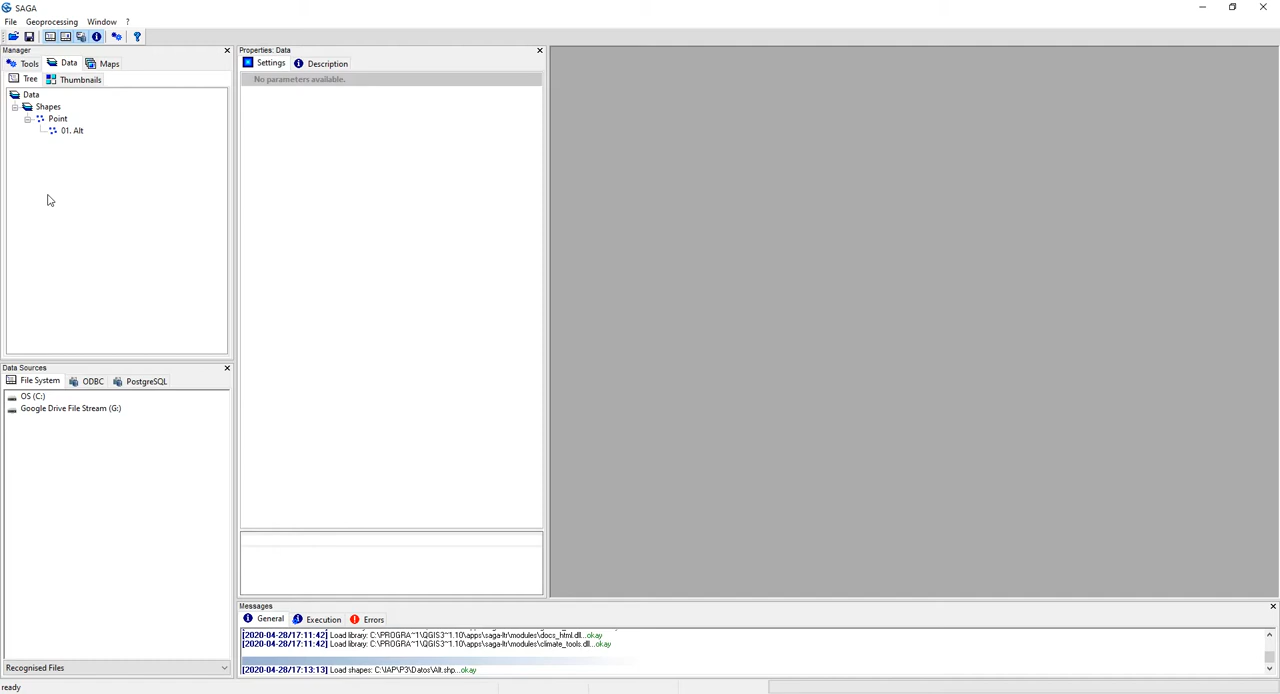 SAGA
File Geoprocessing Window ?
Manager
Tools Data Maps
Tree Thumbnails
Data
Shapes
Point
01. Alt
Data Sources
File System ODBC PostgreSQL
OS (C:)
Google Drive File Stream (G:)
Recognised Files
ready
Properties: Data
Settings Description
No parameters available.
Messages
General Execution Errors
[2020-04-28/17:11:42] Load library: C:\PROGRA~1\QGIS3~1.10\apps\saga-ltr\modules\docs_html.dll...okay
[2020-04-28/17:11:42] Load library: C:\PROGRA~1\QGIS3~1.10\apps\saga-ltr\modules\climate_tools.dll...okay
[2020-04-28/17:13:13] Load shapes: C:\IAP\P3\Datos\Alt.shp...okay